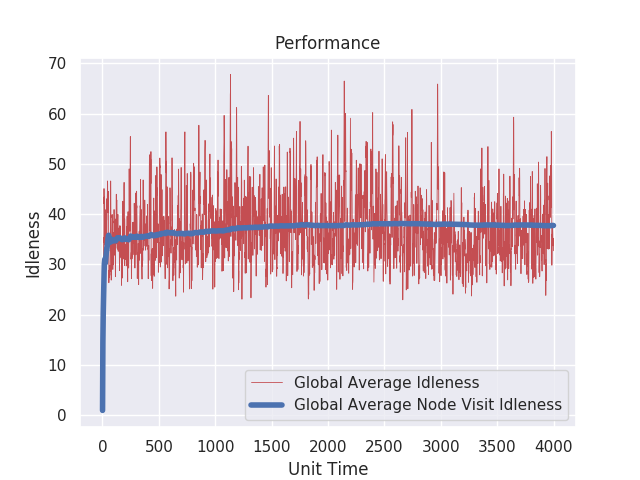 Performance
70
60
50
40
30
20
10
0
Idleness
Global Average Idleness
Global Average Node Visit Idleness
0 500 1000 1500 2000 2500 3000 3500 4000
Unit Time